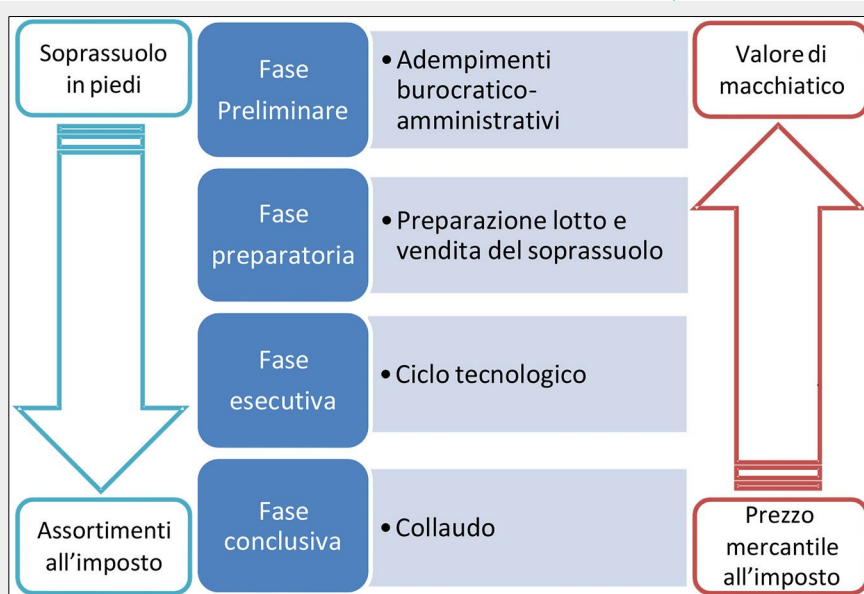 Soprassuolo
in piedi
Fase
Preliminare
• Adempimenti
burocratico-
amministrativi
Valore di
macchiatico
Fase
preparatoria
• Preparazione lotto e
vendita del soprassuolo
Fase
esecutiva
• Ciclo tecnologico
Assortimenti
all’imposto
Fase
conclusiva
• Collaudo
Prezzo
mercantile
all’imposto